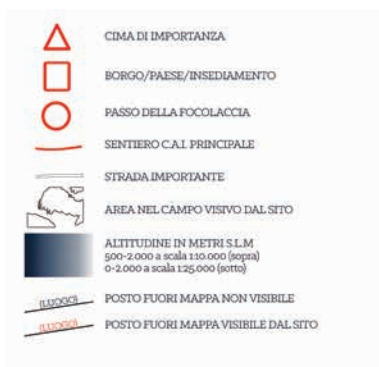 CIMA DI IMPORTANZA
BORGO/PAESE/INSEDIAMENTO
PASSO DELLA FOCOLACCIA
SENTIERO C.A.I. PRINCIPALE
STRADA IMPORTANTE
AREA NEL CAMPO VISIVO DAL SITO
ALTITUDINE IN METRI S.L.M
500-2.000 a scala 1:10.000 (sopra)
0-2.000 a scala 1:25.000 (sotto)
(LUOGO) POSTO FUORI MAPPA NON VISIBILE
(LUOGO) POSTO FUORI MAPPA VISIBILE DAL SITO